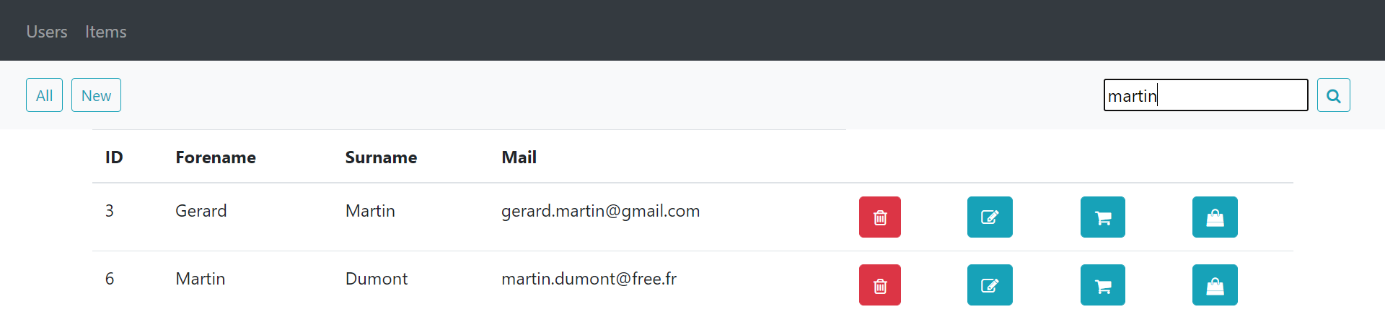 Users Items
All New martin
ID Forename Surname Mail
3 Gerard Martin gerard.martin@gmail.com
6 Martin Dumont martin.dumont@free.fr